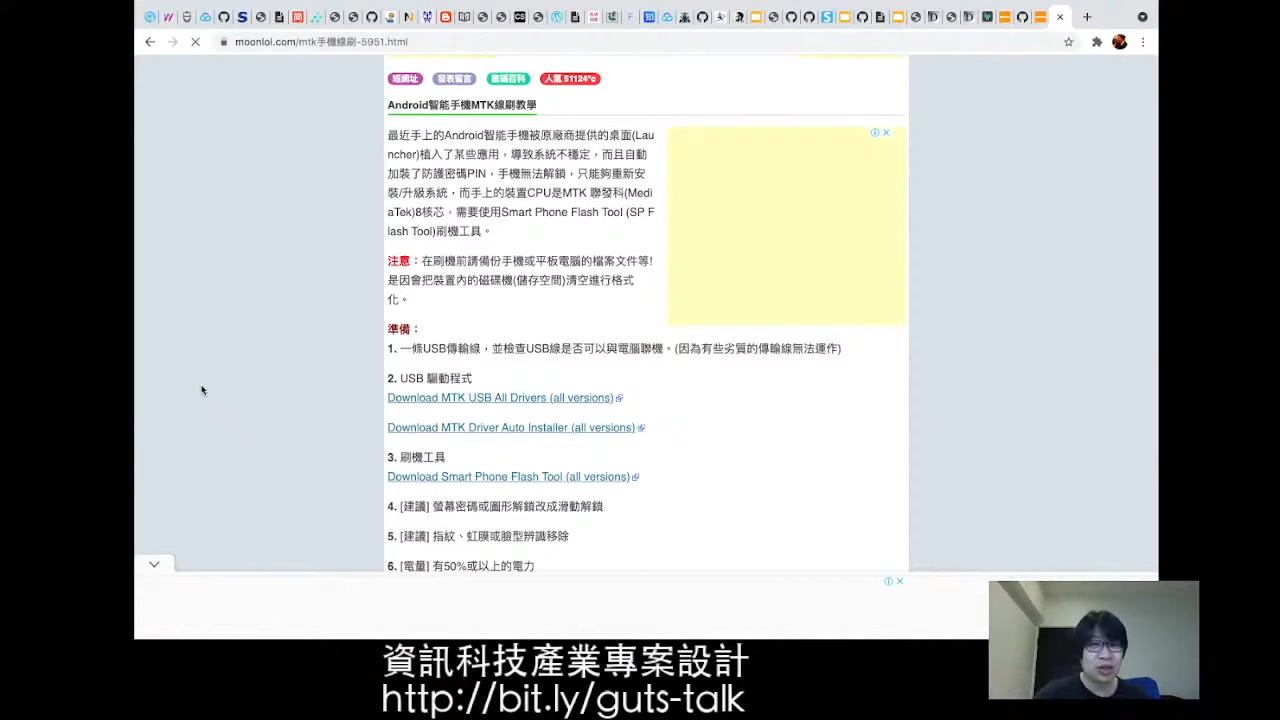 moonlol.com/mtk手機線刷-5951.html
短網址 發表留言 數碼百科 人氣 51124°c
Android智能手機MTK線刷教學
最近手上的Android智能手機被原廠商提供的桌面(Lau
ncher)植入了某些應用，導致系統不穩定，而且自動
加裝了防護密碼PIN，手機無法解鎖，只能夠重新安
裝/升級系統，而手上的裝置CPU是MTK 聯發科(Medi
aTek)8核芯，需要使用Smart Phone Flash Tool (SP F
lash Tool)刷機工具。
注意：在刷機前請備份手機或平板電腦的檔案文件等!
是因會把裝置內的磁碟機(儲存空間)清空進行格式
化。
準備：
1. 一條USB傳輸線，並檢查USB線是否可以與電腦聯機。(因為有些劣質的傳輸線無法運作)
2. USB 驅動程式
Download MTK USB All Drivers (all versions)
Download MTK Driver Auto Installer (all versions)
3. 刷機工具
Download Smart Phone Flash Tool (all versions)
4. [建議] 螢幕密碼或圖形解鎖改成滑動解鎖
5. [建議] 指紋、虹膜或臉型辨識移除
6. [電量] 有50%或以上的電力
資訊科技產業專案設計
http://bit.ly/guts-talk